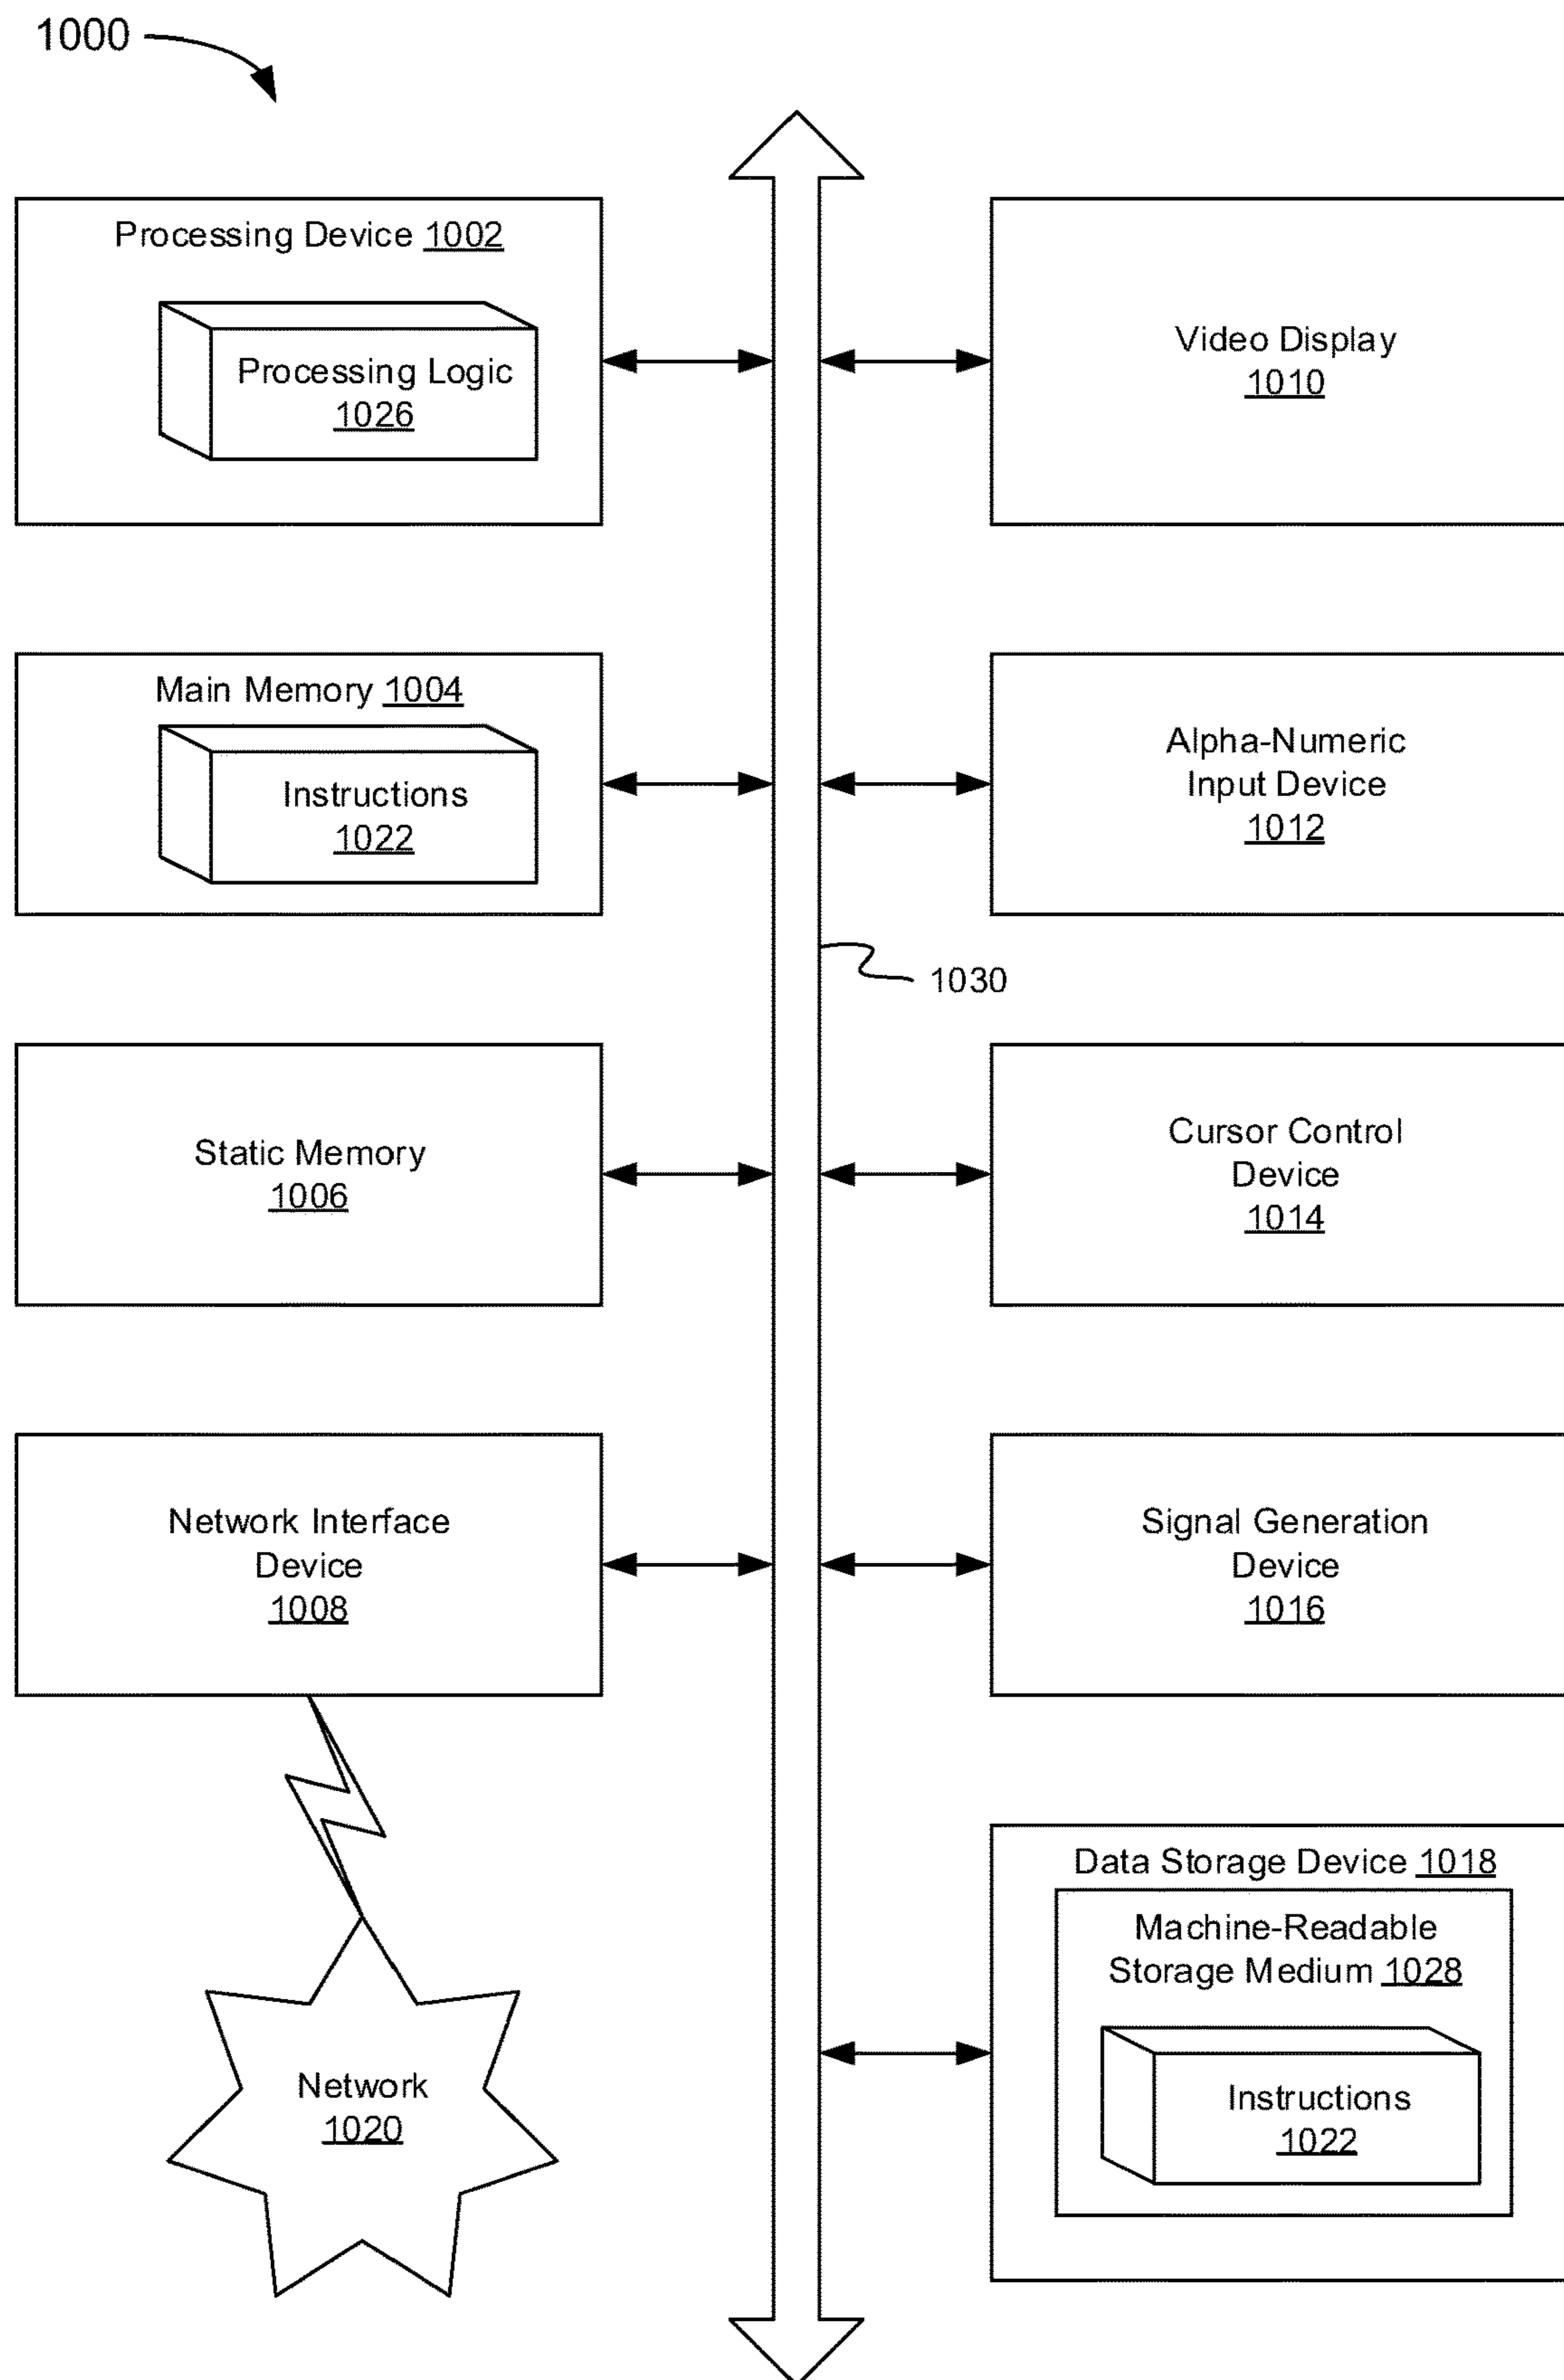 1000
Processing Device 1002
Processing Logic
1026
Video Display
1010
Main Memory 1004
Instructions
1022
Alpha-Numeric
Input Device
1012
1030
Static Memory
1006
Cursor Control
Device
1014
Network Interface
Device
1008
Signal Generation
Device
1016
Data Storage Device 1018
Machine-Readable
Storage Medium 1028
Instructions
1022
Network
1020